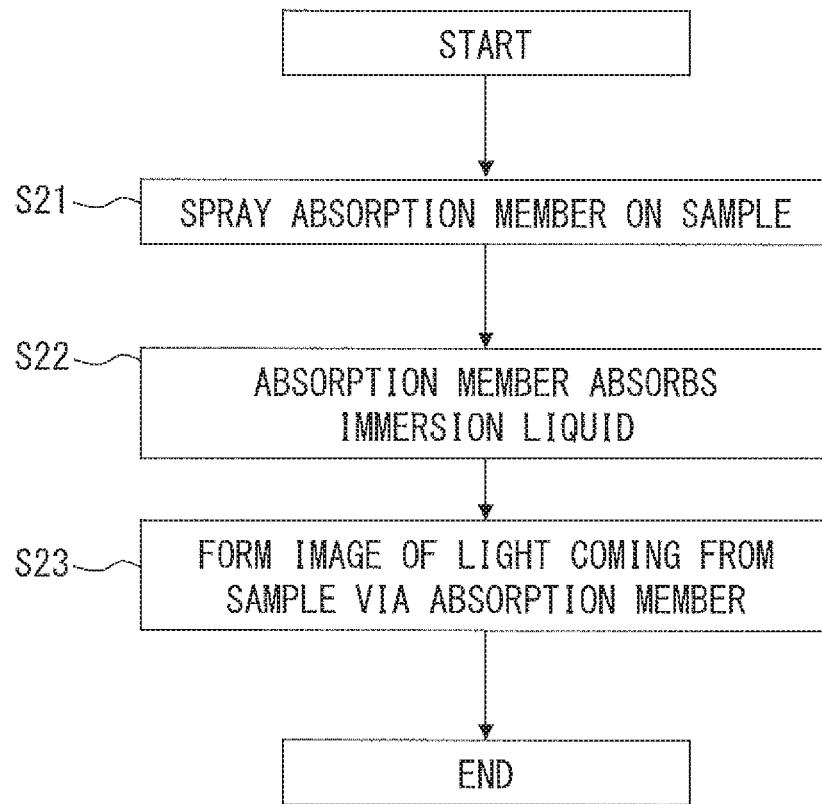 START
S21
SPRAY ABSORPTION MEMBER ON SAMPLE
S22
ABSORPTION MEMBER ABSORBS
IMMERSION LIQUID
S23
FORM IMAGE OF LIGHT COMING FROM
SAMPLE VIA ABSORPTION MEMBER
END